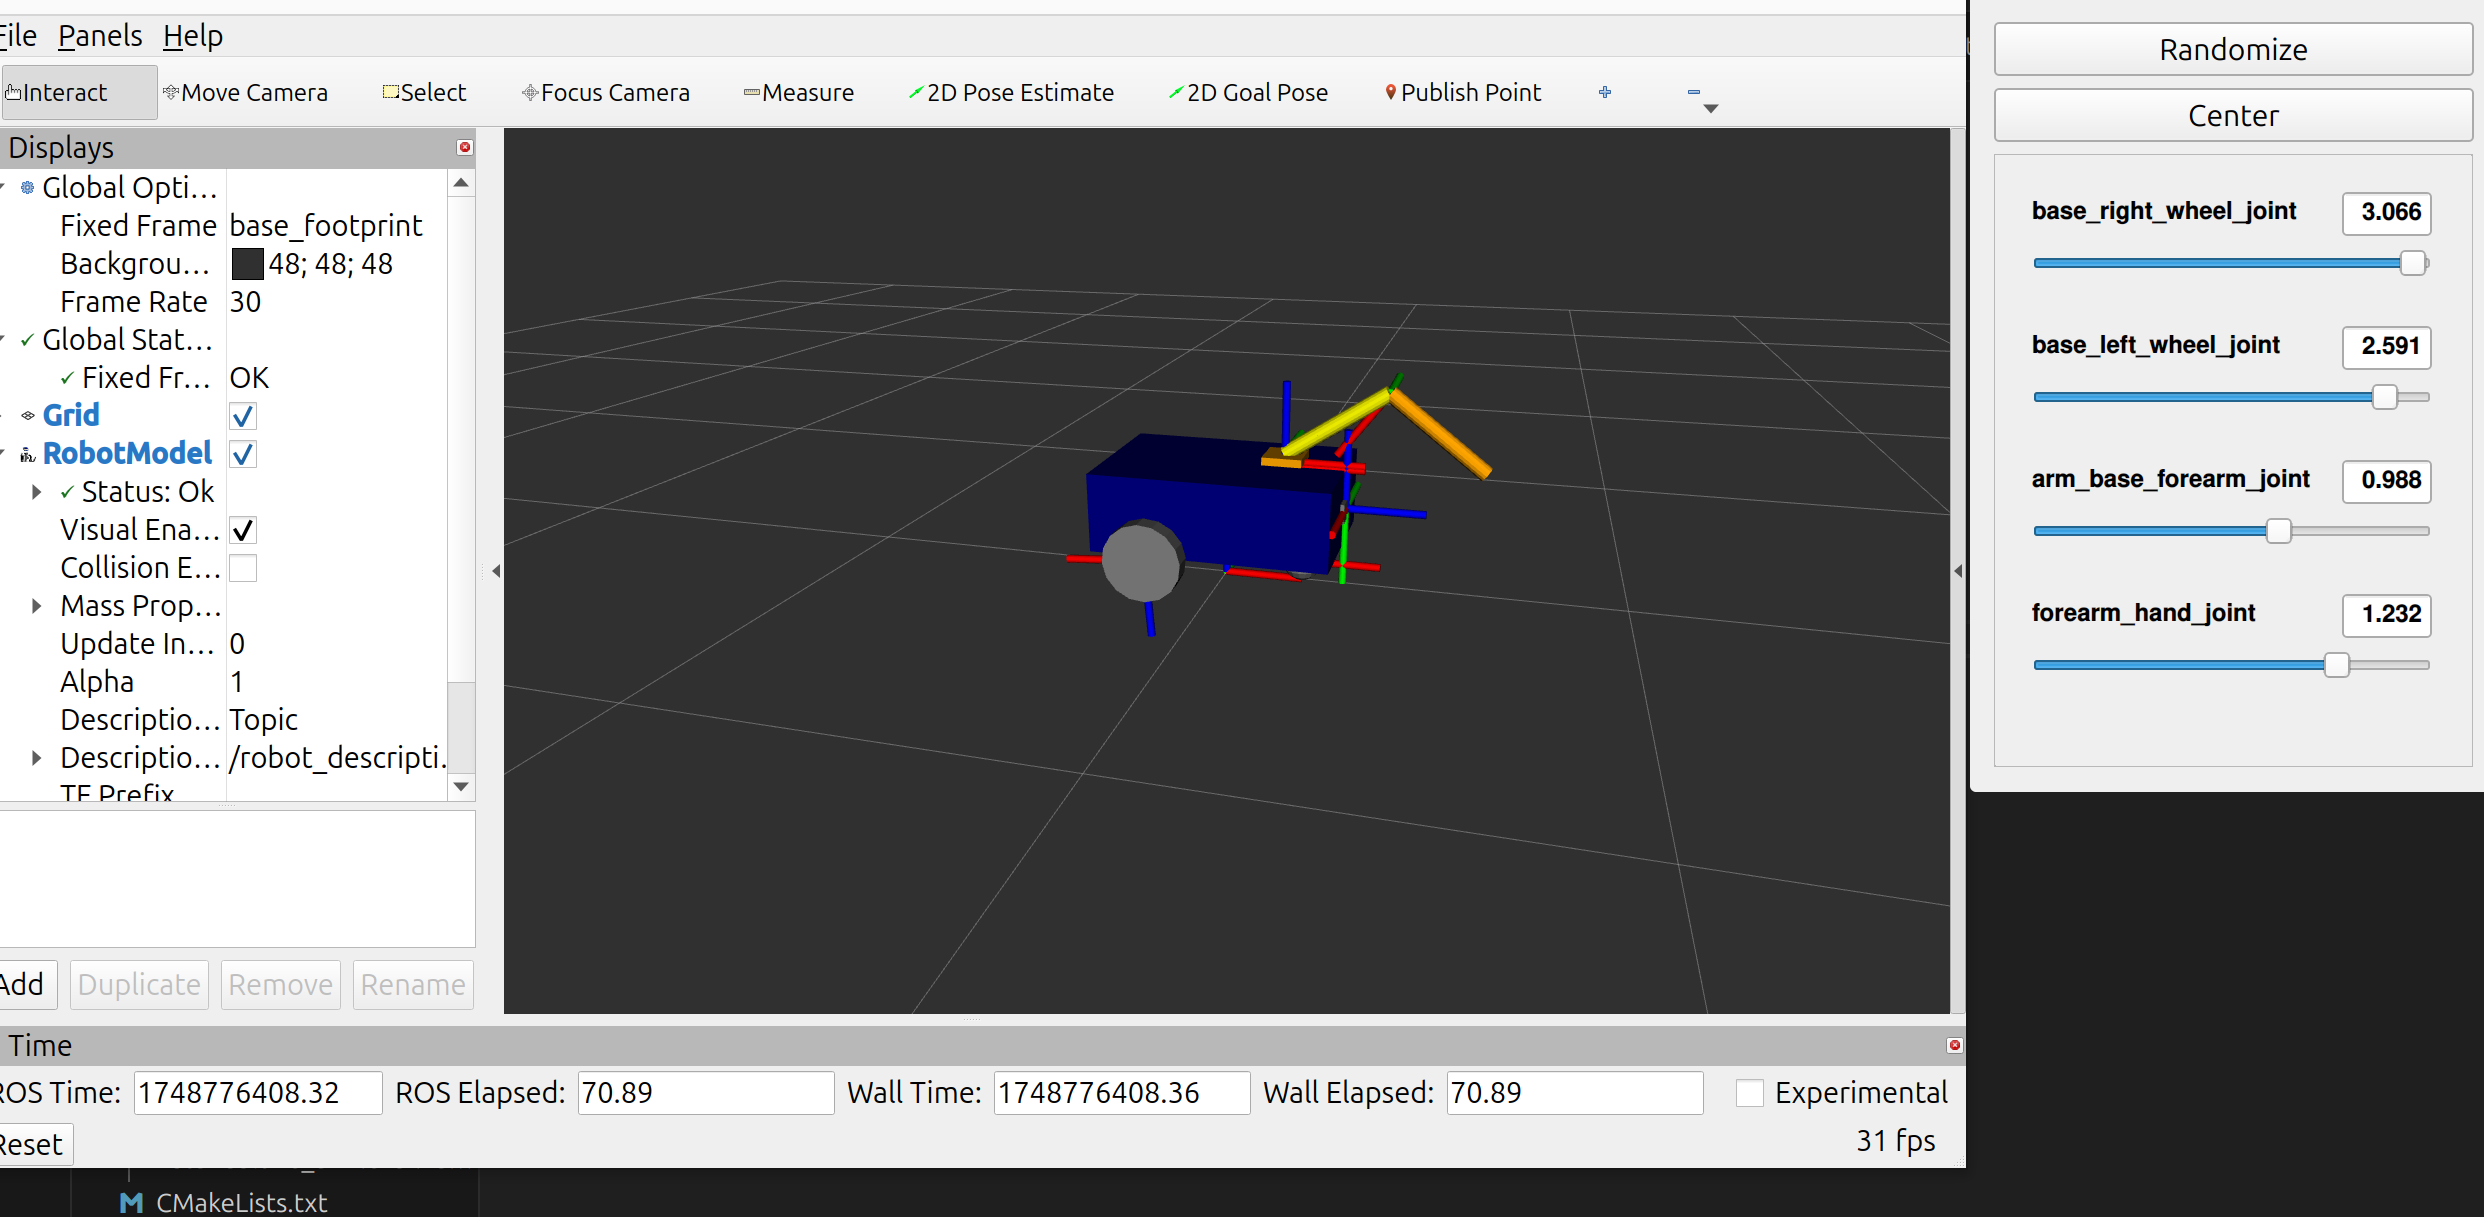 File Panels Help
Interact Move Camera Select Focus Camera Measure 2D Pose Estimate 2D Goal Pose Publish Point
Displays
Global Opti...
Fixed Frame base_footprint
Backgrou... 48; 48; 48
Frame Rate 30
Global Stat...
Fixed Fr... OK
Grid
RobotModel
Status: Ok
Visual Ena...
Collision E...
Mass Prop...
Update In... 0
Alpha 1
Descriptio... Topic
Descriptio... /robot_descripti.
TF Prefix
Add Duplicate Remove Rename
Time
ROS Time: 1748776408.32 ROS Elapsed: 70.89 Wall Time: 1748776408.36 Wall Elapsed: 70.89 Experimental
Reset 31 fps
CMakeLists.txt
Randomize
Center
base_right_wheel_joint 3.066
base_left_wheel_joint 2.591
arm_base_forearm_joint 0.988
forearm_hand_joint 1.232